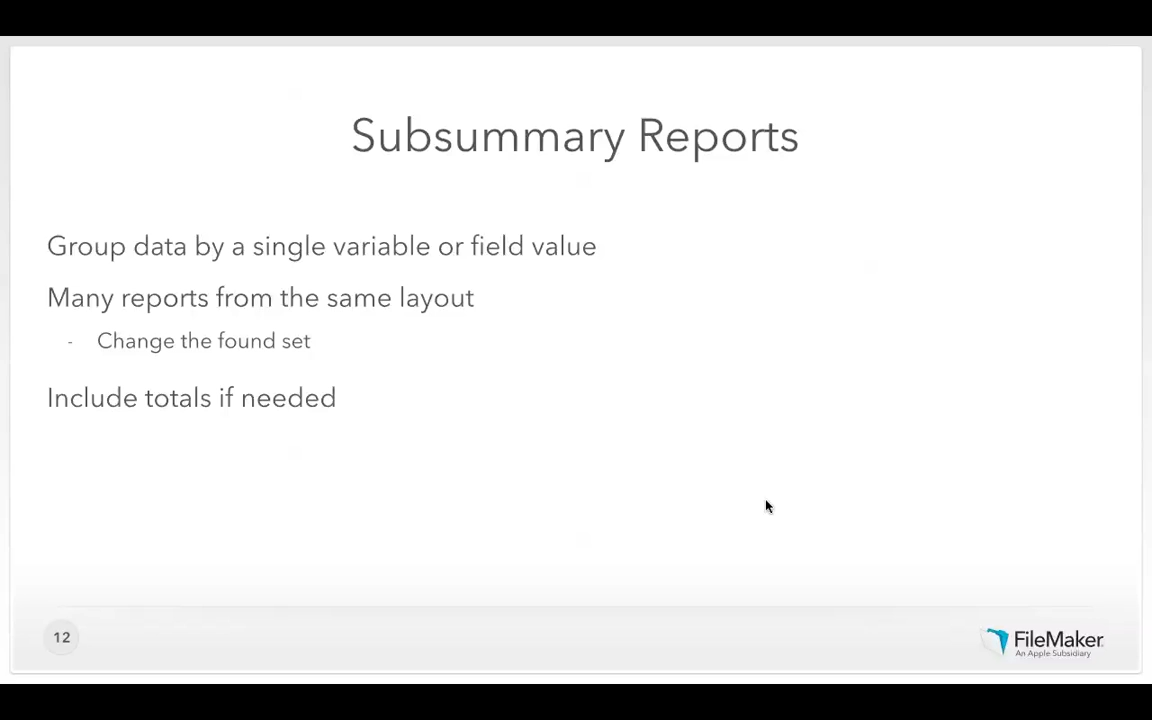 Subsummary Reports
Group data by a single variable or field value
Many reports from the same layout
- Change the found set
Include totals if needed
12
FileMaker
An Apple Subsidiary